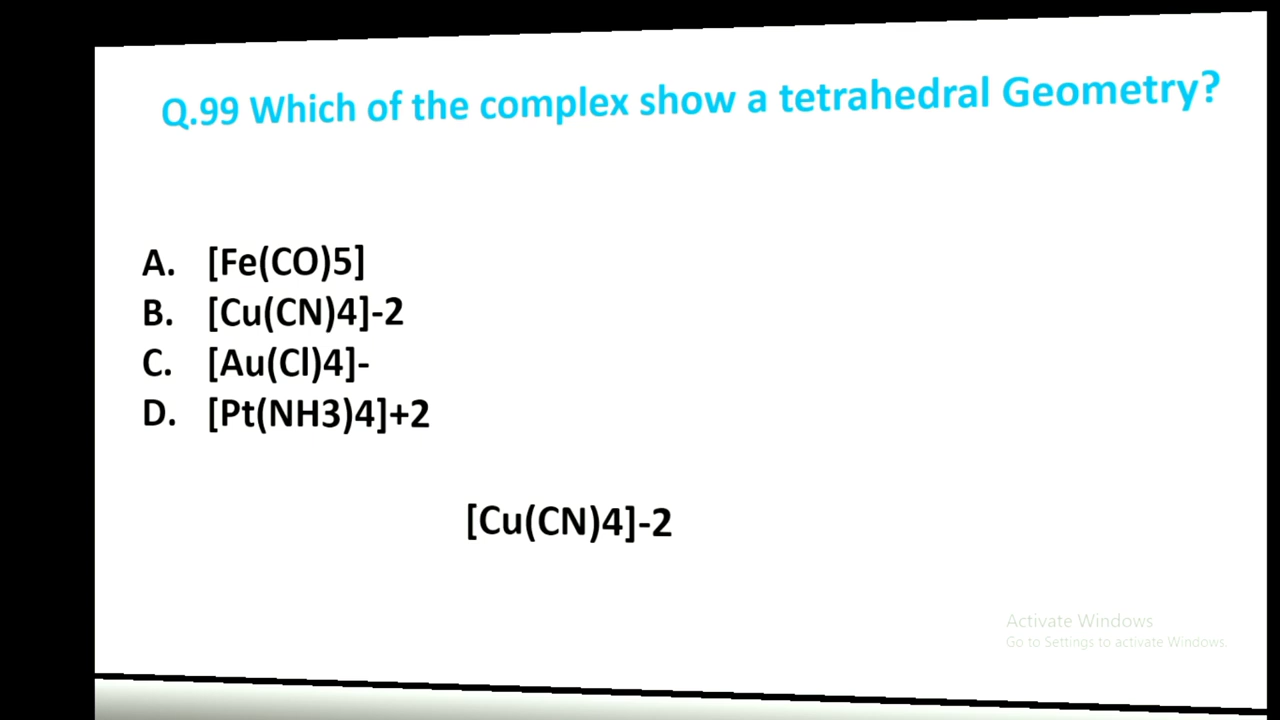 Q.99 Which of the complex show a tetrahedral Geometry?
A. [Fe(CO)5]
B. [Cu(CN)4]-2
C. [Au(Cl)4]-
D. [Pt(NH3)4]+2
[Cu(CN)4]-2
Activate Windows
Go to Settings to activate Windows.